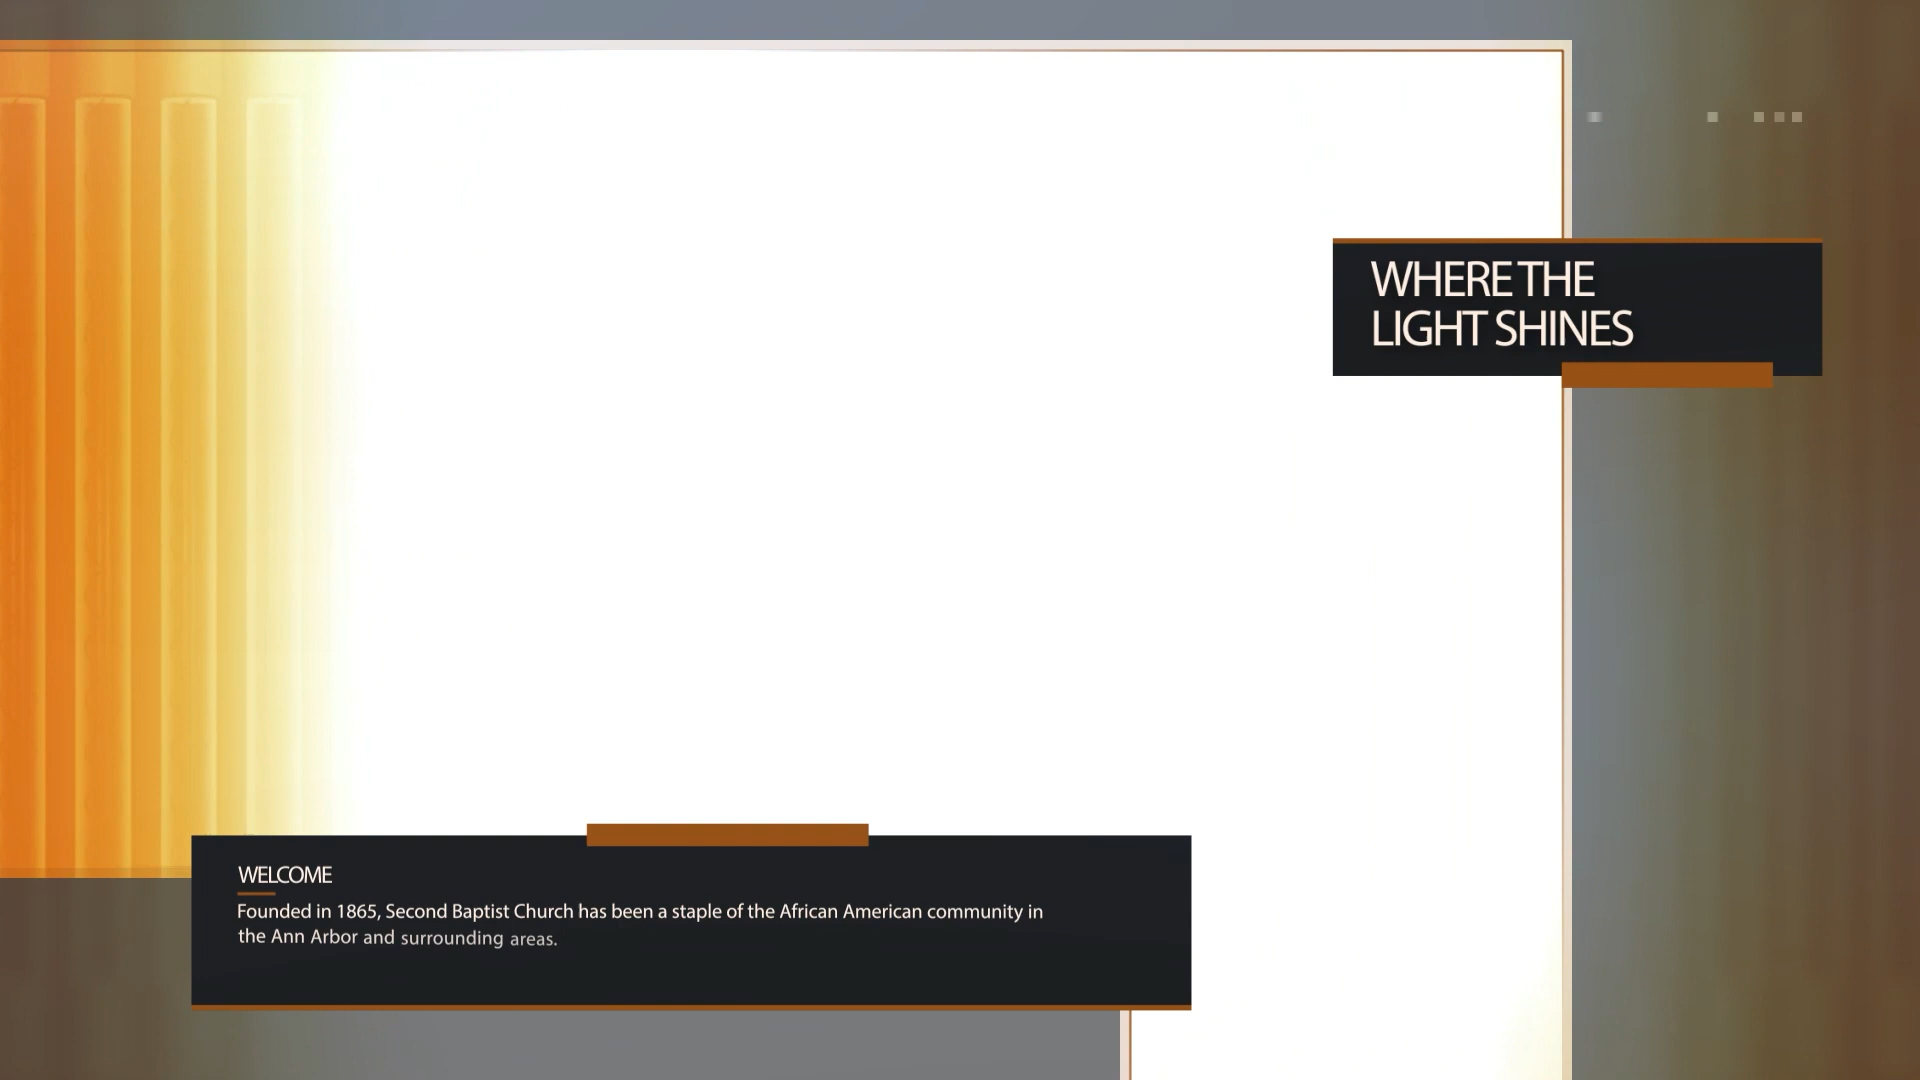 WHERE THE
LIGHT SHINES
WELCOME
Founded in 1865, Second Baptist Church has been a staple of the African American community in
the Ann Arbor and surrounding areas.